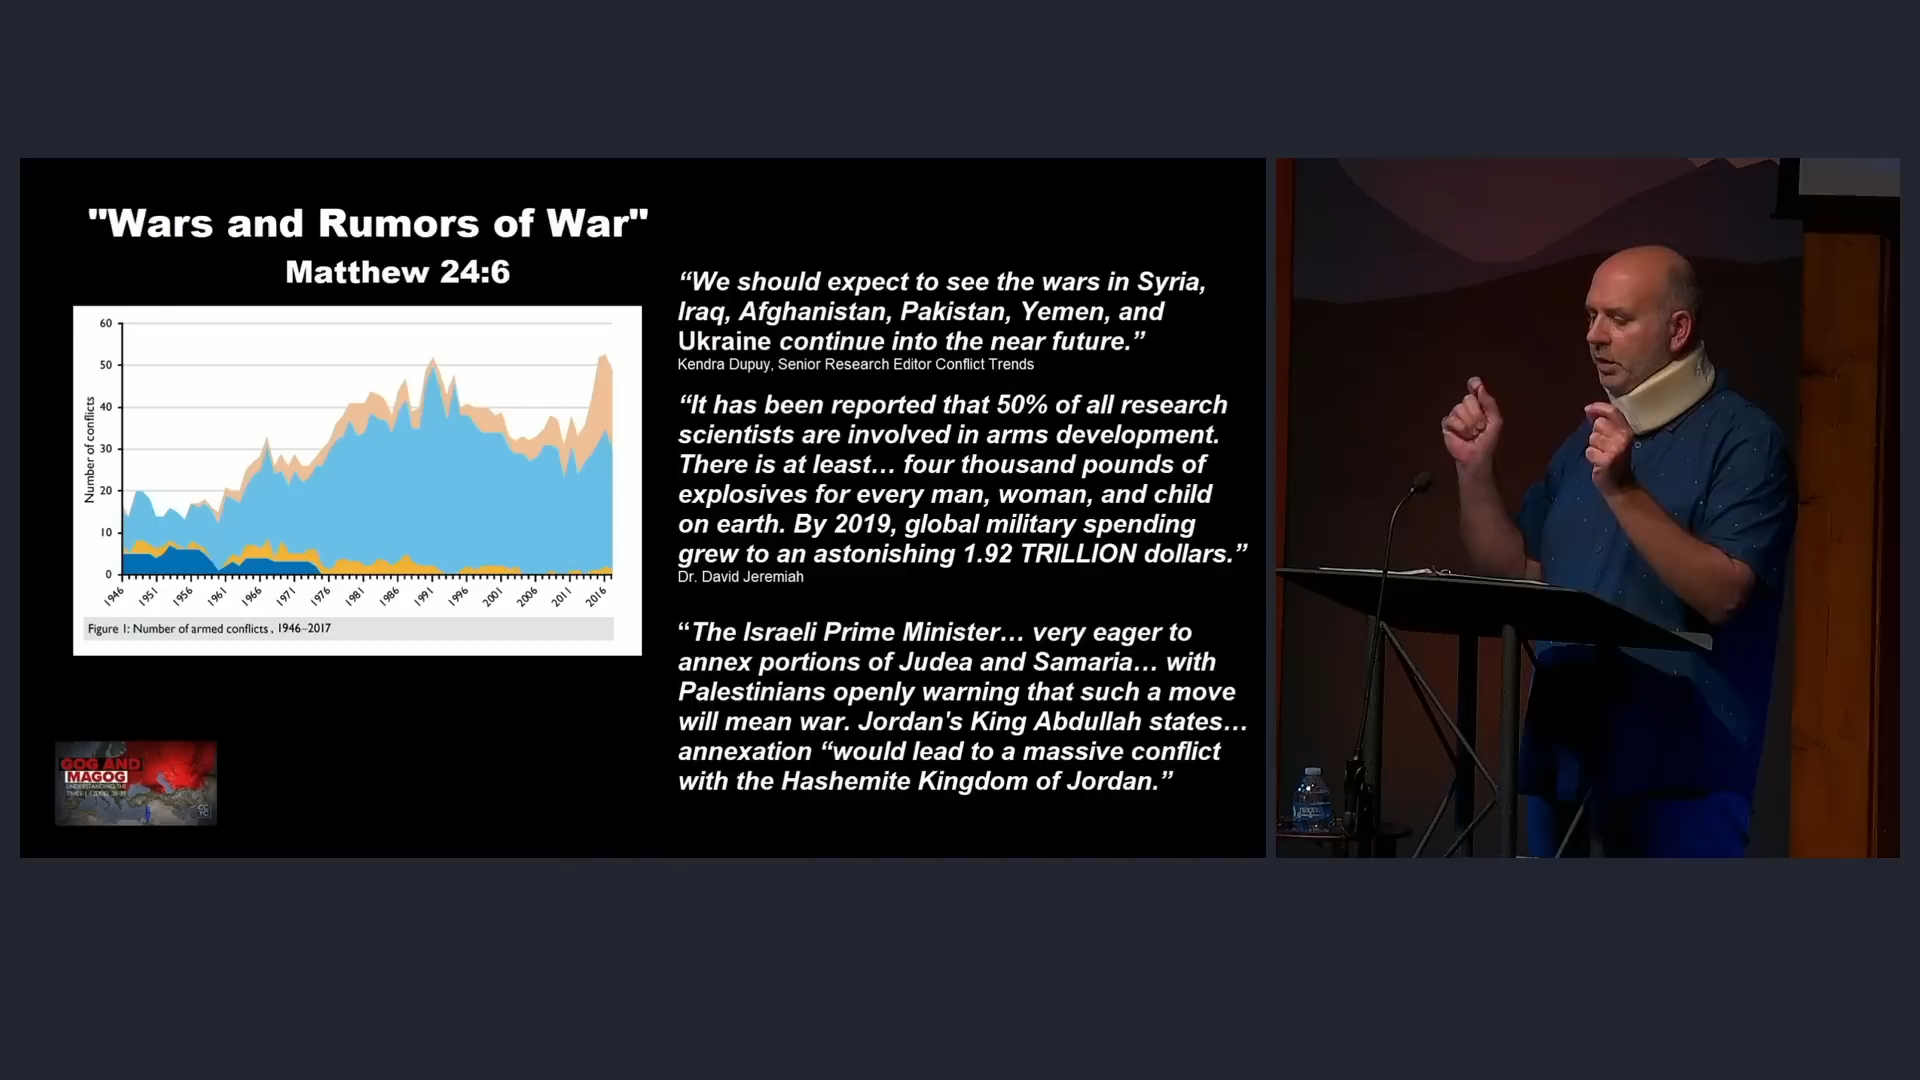 "Wars and Rumors of War"
Matthew 24:6
60
50
40
30
20
10
0
Number of conflicts
1946
1951
1956
1961
1966
1971
1976
1981
1986
1991
1996
2001
2006
2011
2016
Figure 1: Number of armed conflicts , 1946–2017
“We should expect to see the wars in Syria,
Iraq, Afghanistan, Pakistan, Yemen, and
Ukraine continue into the near future.”
Kendra Dupuy, Senior Research Editor Conflict Trends
“It has been reported that 50% of all research
scientists are involved in arms development.
There is at least… four thousand pounds of
explosives for every man, woman, and child
on earth. By 2019, global military spending
grew to an astonishing 1.92 TRILLION dollars.”
Dr. David Jeremiah
“The Israeli Prime Minister… very eager to
annex portions of Judea and Samaria… with
Palestinians openly warning that such a move
will mean war. Jordan's King Abdullah states…
annexation “would lead to a massive conflict
with the Hashemite Kingdom of Jordan.”
GOG AND
MAGOG
UNDERSTANDING THE
TIMES | EZEKIEL 38-39
CC
YC